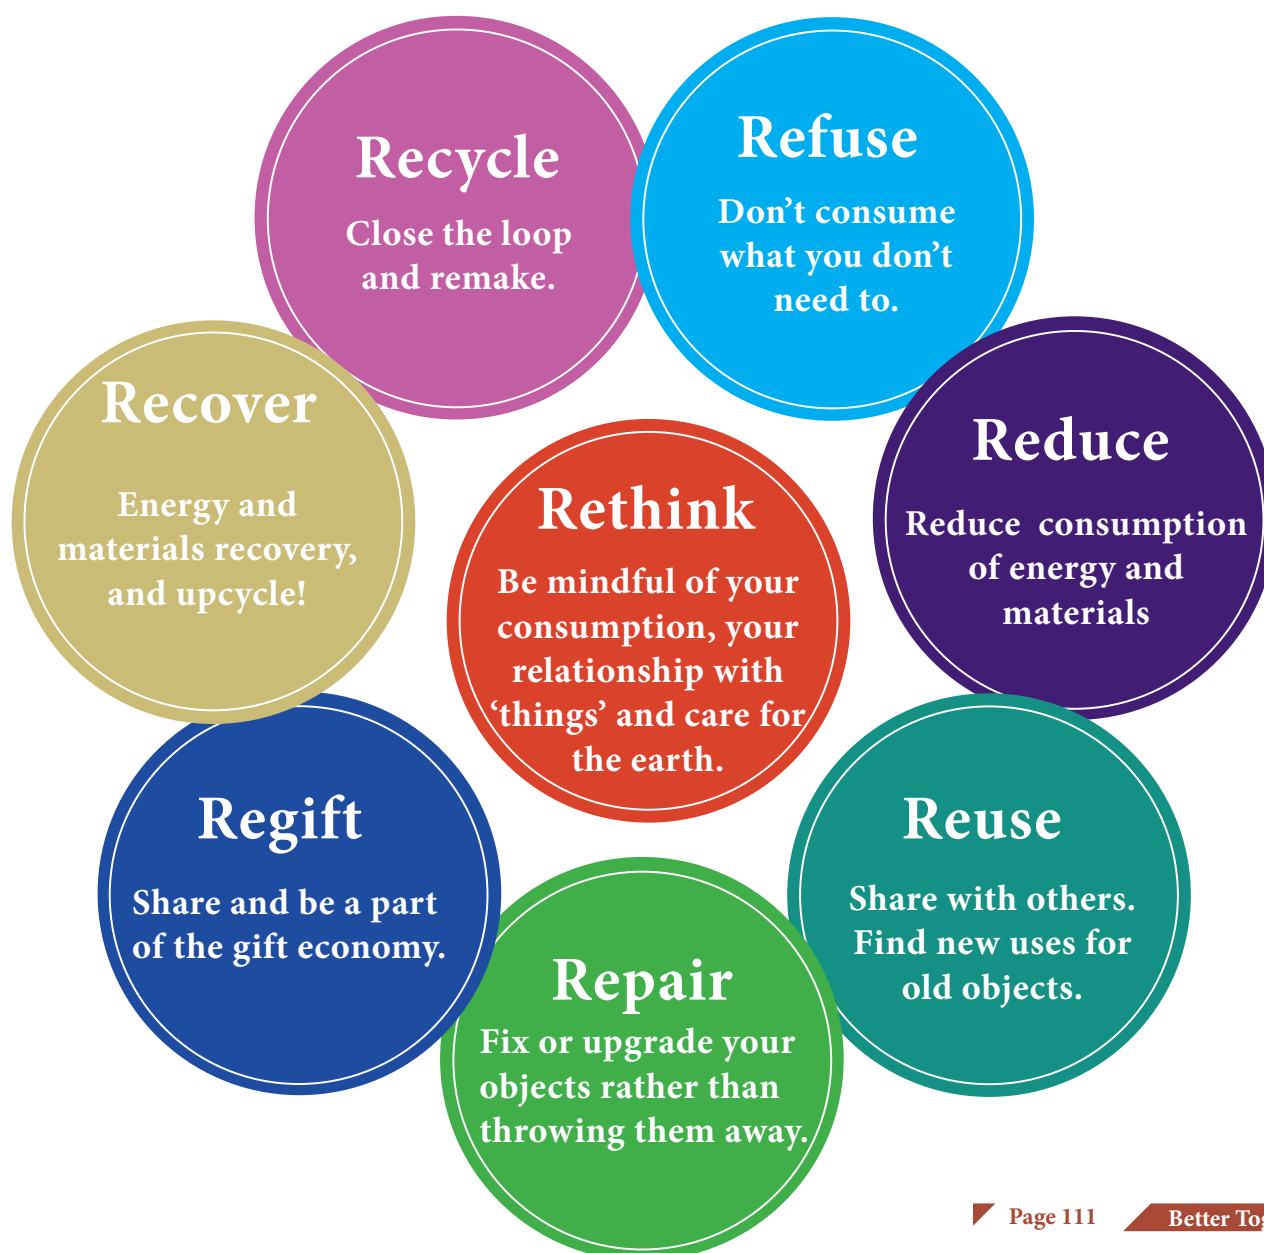 Recycle
Close the loop
and remake.
Refuse
Don’t consume
what you don’t
need to.
Recover
Energy and
materials recovery,
and upcycle!
Rethink
Be mindful of your
consumption, your
relationship with
‘things’ and care for
the earth.
Reduce
Reduce consumption
of energy and
materials
Regift
Share and be a part
of the gift economy.
Repair
Fix or upgrade your
objects rather than
throwing them away.
Reuse
Share with others.
Find new uses for
old objects.
Page 111
Better